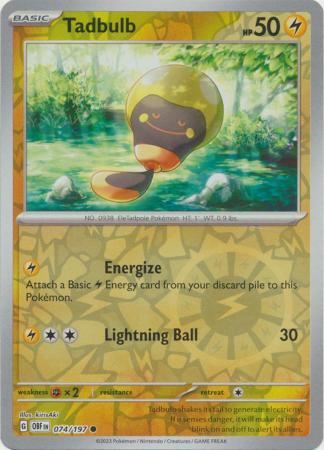 BASIC
Tadbulb
HP 50
NO. 0938 EleTadpole Pokémon HT: 1' WT: 0.9 lbs.
Energize
Attach a Basic Energy card from your discard pile to this
Pokémon.
Lightning Ball 30
weakness ×2 resistance retreat
Illus. kirisAki
Tadbulb shakes its tail to generate electricity.
If it senses danger, it will make its head
blink on and off to alert its allies.
G OBF EN 074/197
©2023 Pokémon / Nintendo / Creatures / GAME FREAK